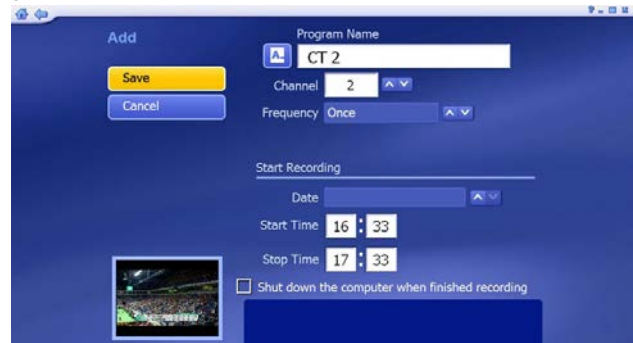 Add
Save
Cancel
Program Name
A
CT 2
Channel 2
Frequency Once
Start Recording
Date
Start Time 16 : 33
Stop Time 17 : 33
Shut down the computer when finished recording